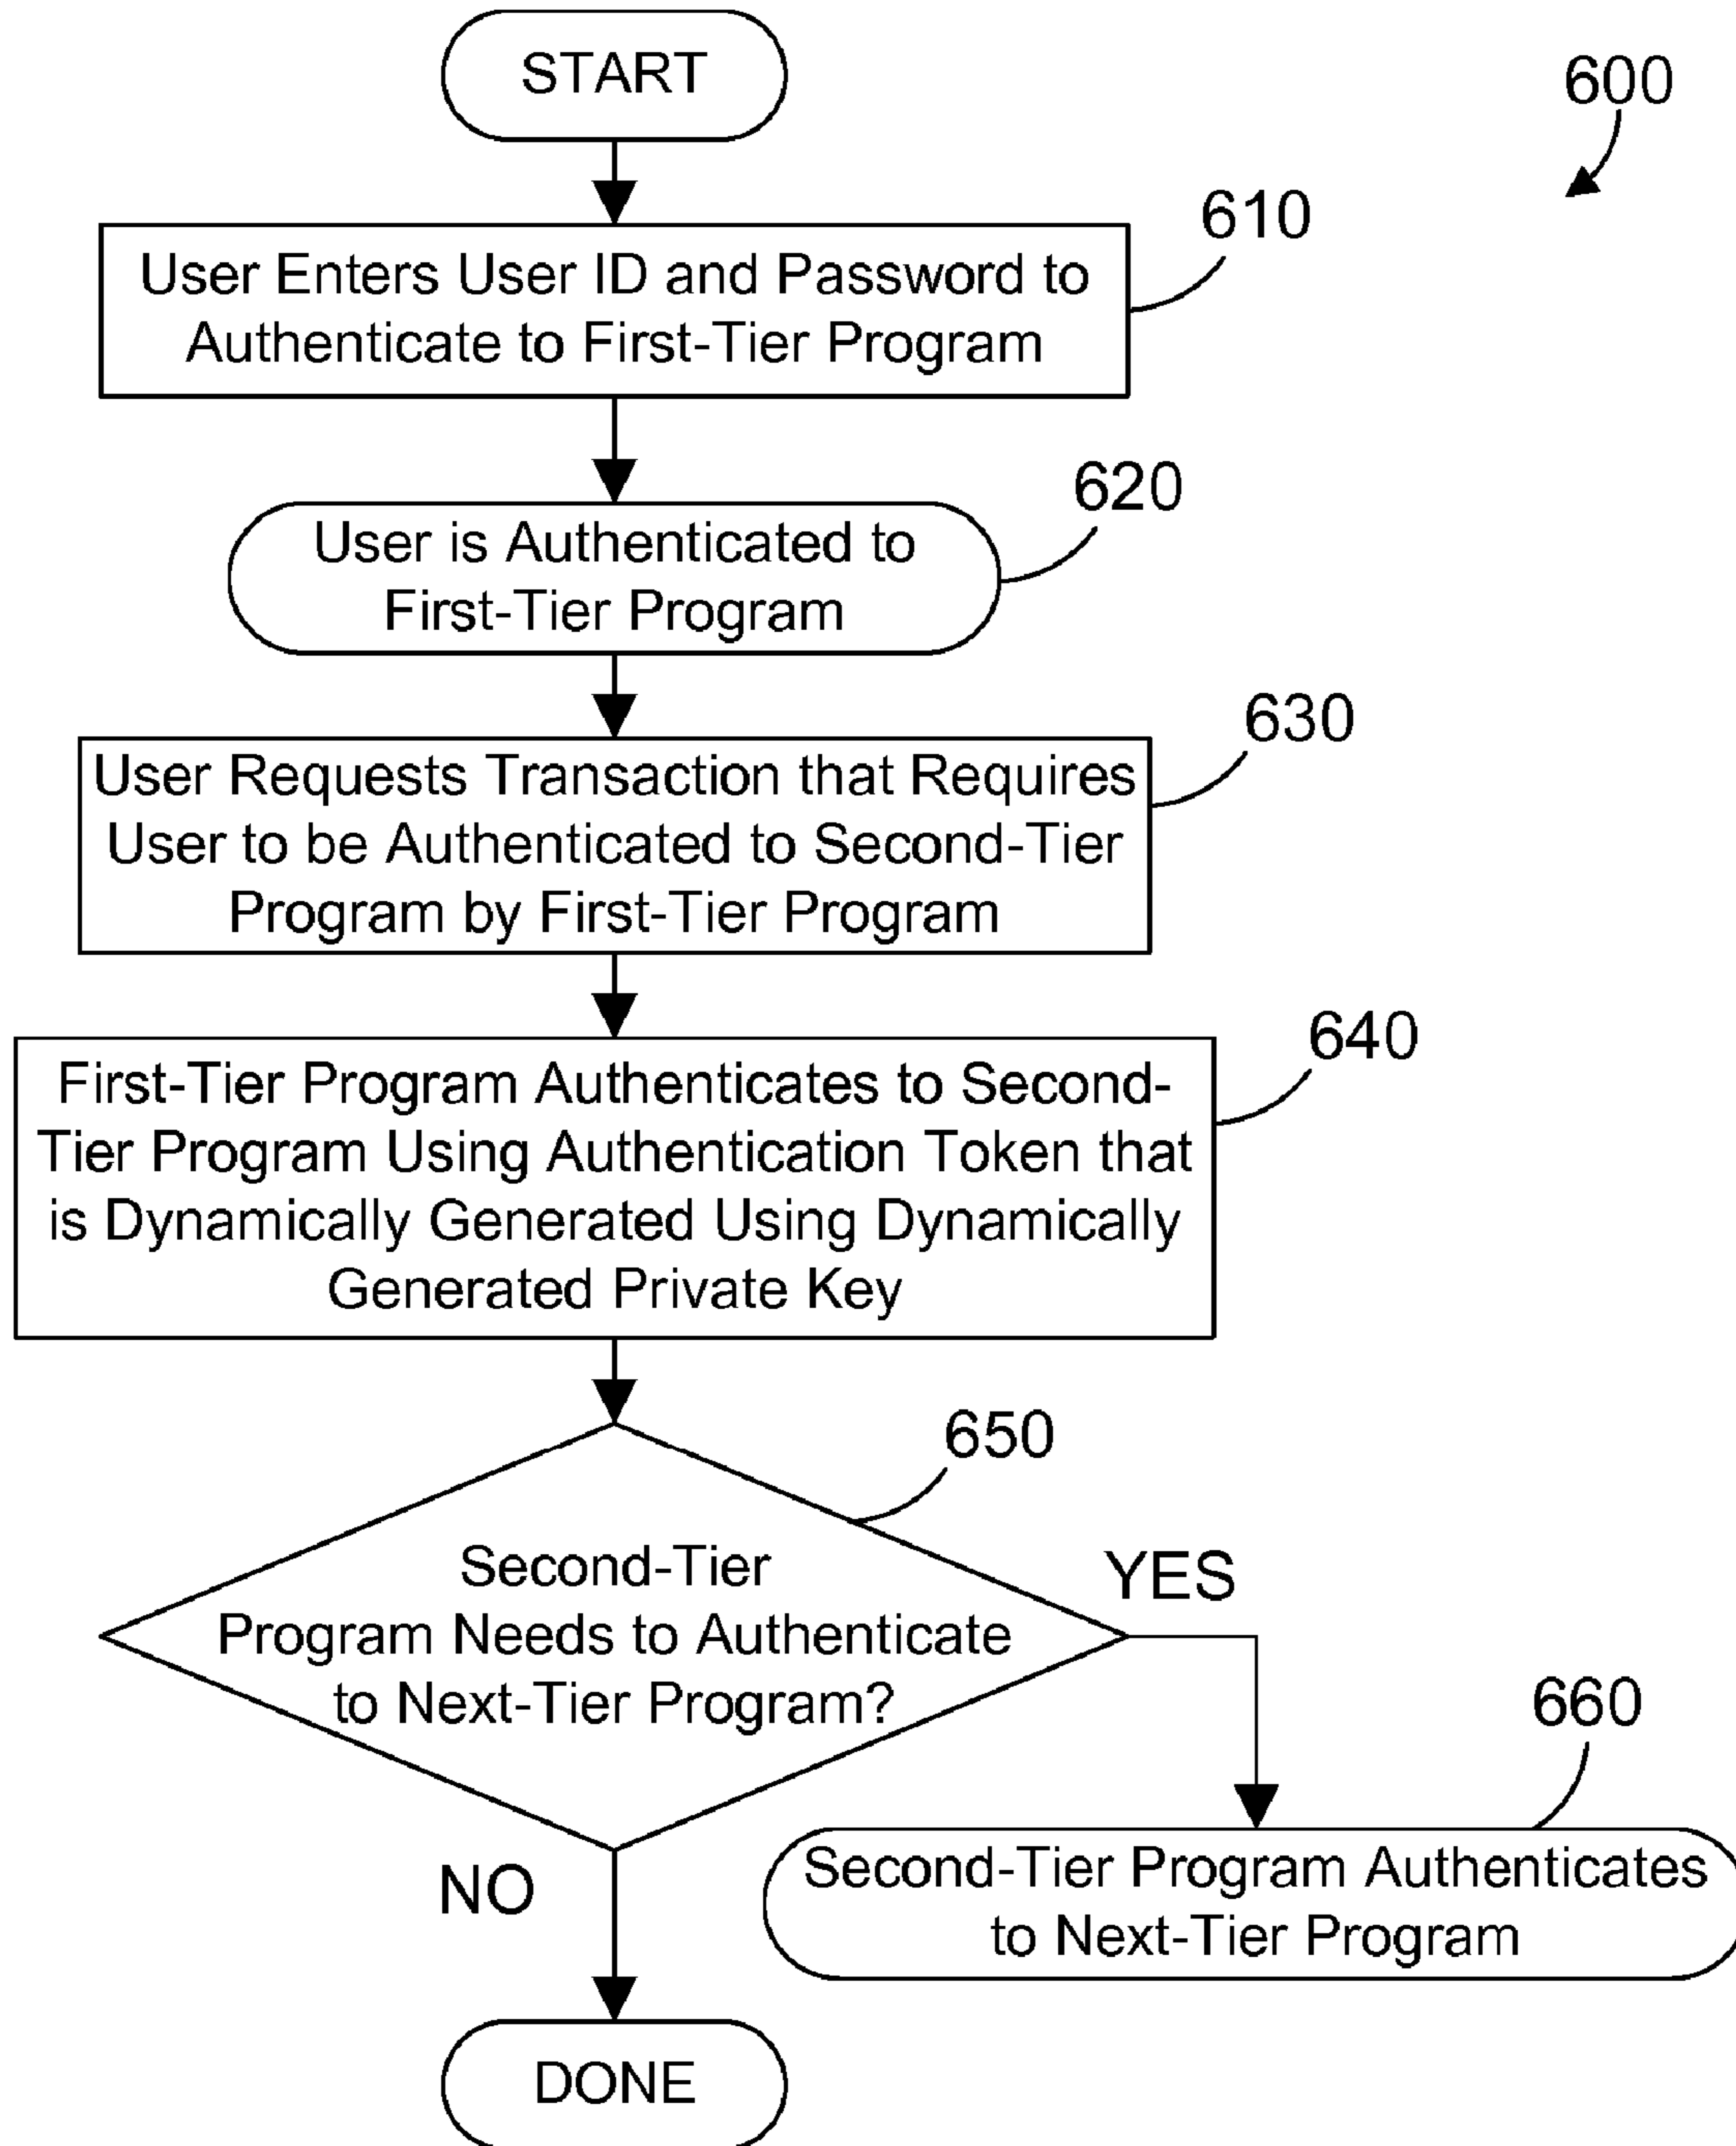 START
600
610
User Enters User ID and Password to
Authenticate to First-Tier Program
620
User is Authenticated to
First-Tier Program
630
User Requests Transaction that Requires
User to be Authenticated to Second-Tier
Program by First-Tier Program
640
First-Tier Program Authenticates to Second-
Tier Program Using Authentication Token that
is Dynamically Generated Using Dynamically
Generated Private Key
650
Second-Tier
Program Needs to Authenticate
to Next-Tier Program?
YES
660
Second-Tier Program Authenticates
to Next-Tier Program
NO
DONE